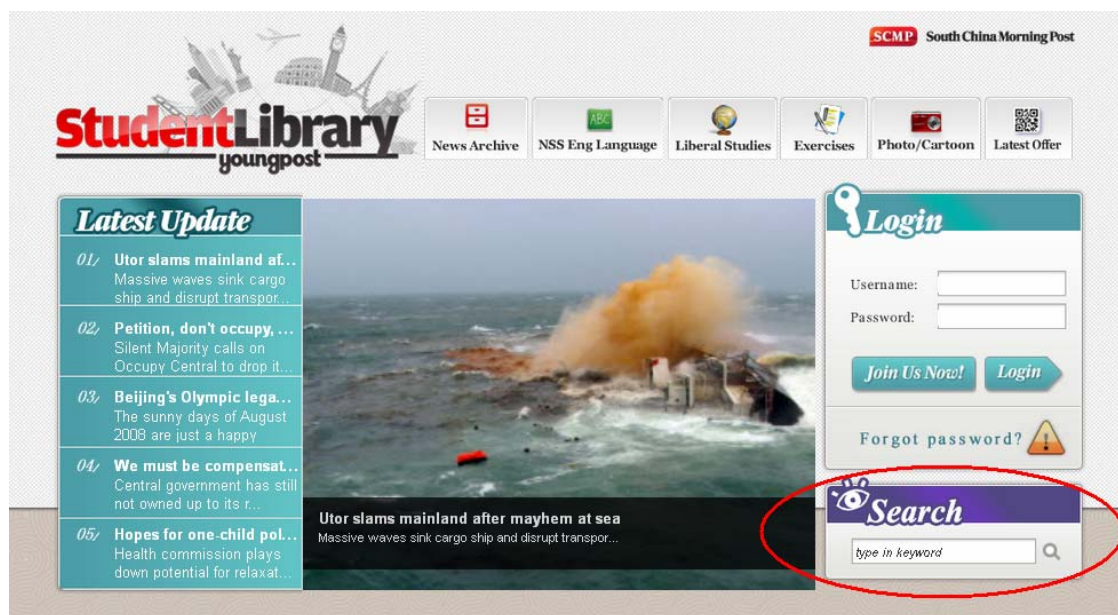 SCMP South China Morning Post
StudentLibrary
youngpost
News Archive
ABC
NSS Eng Language
Liberal Studies
Exercises
Photo/Cartoon
Latest Offer
Latest Update
01/ Utor slams mainland af...
Massive waves sink cargo
ship and disrupt transpor...
02/ Petition, don't occupy, ...
Silent Majority calls on
Occupy Central to drop it...
03/ Beijing's Olympic lega...
The sunny days of August
2008 are just a happy
04/ We must be compensat...
Central government has still
not owned up to its r...
05/ Hopes for one-child pol...
Health commission plays
down potential for relaxat...
Utor slams mainland after mayhem at sea
Massive waves sink cargo ship and disrupt transpor...
Login
Username:
Password:
Join Us Now!
Login
Forgot password?
Search
type in keyword